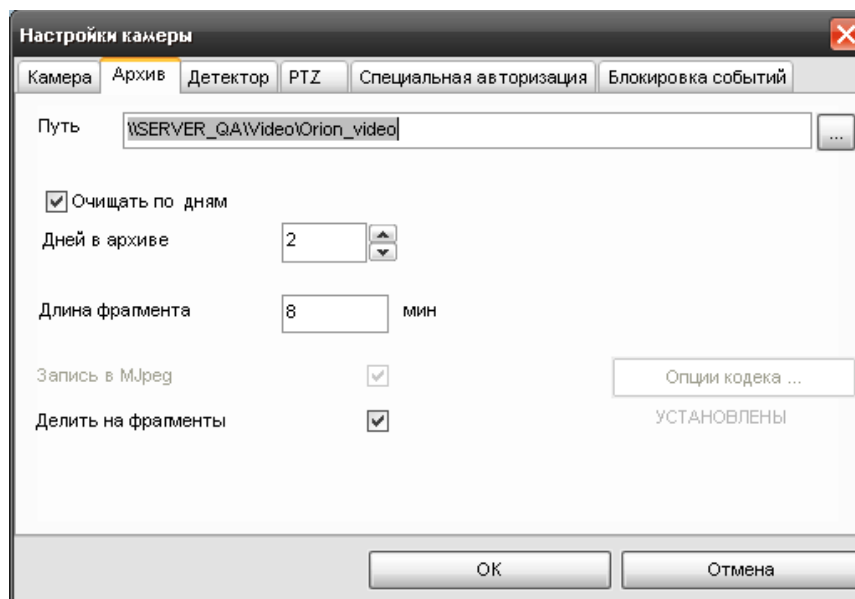 Настройки камеры
Камера Архив Детектор PTZ Специальная авторизация Блокировка событий
Путь \\SERVER_QA\Video\Orion_video ...
Очищать по дням
Дней в архиве 2
Длина фрагмента 8 мин
Запись в MJpeg Опции кодека ...
Делить на фрагменты УСТАНОВЛЕНЫ
OK Отмена